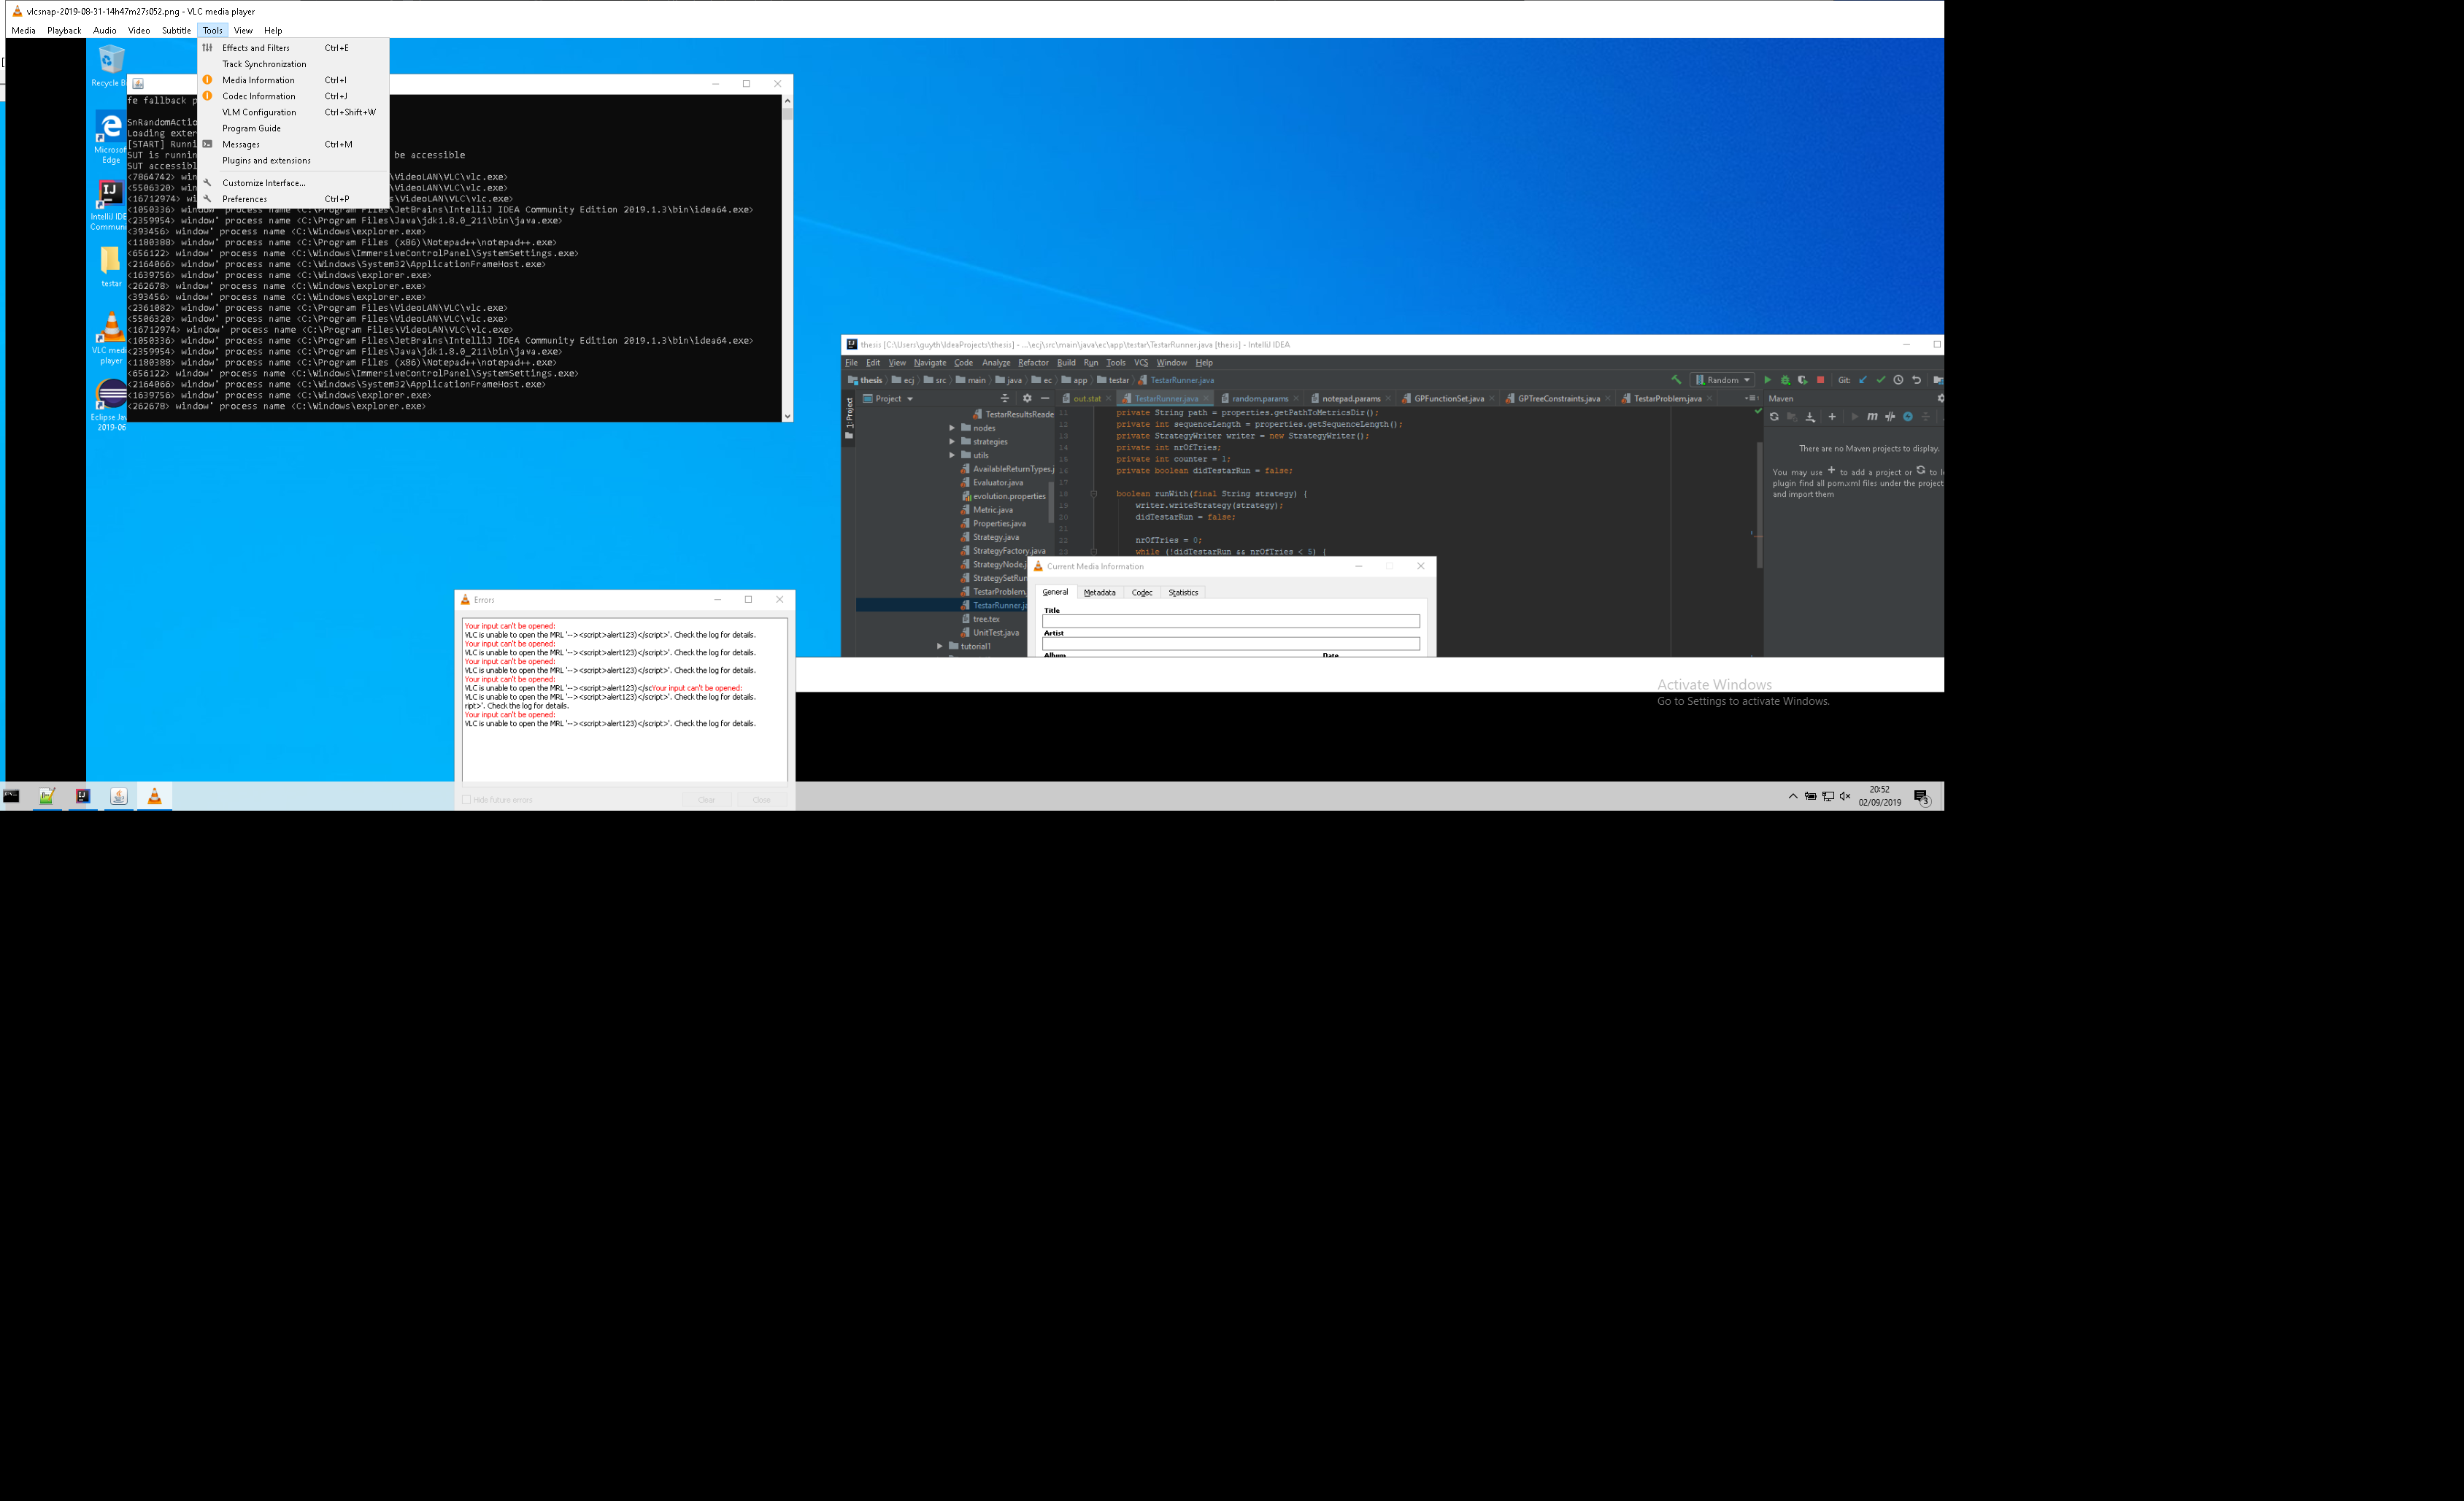 vlcsnap-2019-08-31-14h47m27s052.png - VLC media player
Media Playback Audio Video Subtitle Tools View Help
Effects and Filters Ctrl+E
Track Synchronization
Media Information Ctrl+I
Codec Information Ctrl+J
VLM Configuration Ctrl+Shift+W
Program Guide
Messages Ctrl+M
Plugins and extensions
Customize Interface...
Preferences Ctrl+P
Recycle B
Microsof
Edge
IntelliJ IDE
Commun
testar
VLC medi
player
Eclipse Jav
2019-06
fe fallback p
SnRandomActio
Loading exter
[START] Runni
SUT is runnin be accessible
SUT accessibl
<7864742> win \VideoLAN\VLC\vlc.exe>
<5506320> win \VideoLAN\VLC\vlc.exe>
<16712974> wi s\VideoLAN\VLC\vlc.exe>
<1050336> window' process name <C:\Program Files\JetBrains\IntelliJ IDEA Community Edition 2019.1.3\bin\idea64.exe>
<2359954> window' process name <C:\Program Files\Java\jdk1.8.0_211\bin\java.exe>
<393456> window' process name <C:\Windows\explorer.exe>
<1180388> window' process name <C:\Program Files (x86)\Notepad++\notepad++.exe>
<656122> window' process name <C:\Windows\ImmersiveControlPanel\SystemSettings.exe>
<2164066> window' process name <C:\Windows\System32\ApplicationFrameHost.exe>
<1639756> window' process name <C:\Windows\explorer.exe>
<262678> window' process name <C:\Windows\explorer.exe>
<393456> window' process name <C:\Windows\explorer.exe>
<2361082> window' process name <C:\Program Files\VideoLAN\VLC\vlc.exe>
<5506320> window' process name <C:\Program Files\VideoLAN\VLC\vlc.exe>
<16712974> window' process name <C:\Program Files\VideoLAN\VLC\vlc.exe>
<1050336> window' process name <C:\Program Files\JetBrains\IntelliJ IDEA Community Edition 2019.1.3\bin\idea64.exe>
<2359954> window' process name <C:\Program Files\Java\jdk1.8.0_211\bin\java.exe>
<1180388> window' process name <C:\Program Files (x86)\Notepad++\notepad++.exe>
<656122> window' process name <C:\Windows\ImmersiveControlPanel\SystemSettings.exe>
<2164066> window' process name <C:\Windows\System32\ApplicationFrameHost.exe>
<1639756> window' process name <C:\Windows\explorer.exe>
<262678> window' process name <C:\Windows\explorer.exe>
thesis [C:\Users\guyth\IdeaProjects\thesis] - ...\ecj\src\main\java\ec\app\testar\TestarRunner.java [thesis] - IntelliJ IDEA
File Edit View Navigate Code Analyze Refactor Build Run Tools VCS Window Help
thesis ecj src main java ec app testar TestarRunner.java Random Git:
Project out.stat TestarRunner.java random.params notepad.params GPFunctionSet.java GPTreeConstraints.java TestarProblem.java Maven
1: Project
TestarResultsReade
nodes
strategies
utils
AvailableReturnTypes.j
Evaluator.java
evolution.properties
Metric.java
Properties.java
Strategy.java
StrategyFactory.java
StrategyNode.j
StrategySetRun
TestarProblem.
TestarRunner.ja
tree.tex
UnitTest.java
tutorial1
11 private String path = properties.getPathToMetricsDir();
12 private int sequenceLength = properties.getSequenceLength();
13 private StrategyWriter writer = new StrategyWriter();
14 private int nrOfTries;
15 private int counter = 1;
16 private boolean didTestarRun = false;
17
18 boolean runWith(final String strategy) {
19 writer.writeStrategy(strategy);
20 didTestarRun = false;
21
22 nrOfTries = 0;
23 while (!didTestarRun && nrOfTries < 5) {
There are no Maven projects to display.
You may use + to add a project or to
plugin find all pom.xml files under the project
and import them
Current Media Information
General Metadata Codec Statistics
Title
Artist
Album Date
Errors
Your input can't be opened:
VLC is unable to open the MRL '--><script>alert123)</script>'. Check the log for details.
Your input can't be opened:
VLC is unable to open the MRL '--><script>alert123)</script>'. Check the log for details.
Your input can't be opened:
VLC is unable to open the MRL '--><script>alert123)</script>'. Check the log for details.
Your input can't be opened:
VLC is unable to open the MRL '--><script>alert123)</scYour input can't be opened:
VLC is unable to open the MRL '--><script>alert123)</script>'. Check the log for details.
ript>'. Check the log for details.
Your input can't be opened:
VLC is unable to open the MRL '--><script>alert123)</script>'. Check the log for details.
Hide future errors Clear Close
Activate Windows
Go to Settings to activate Windows.
20:52
02/09/2019
3